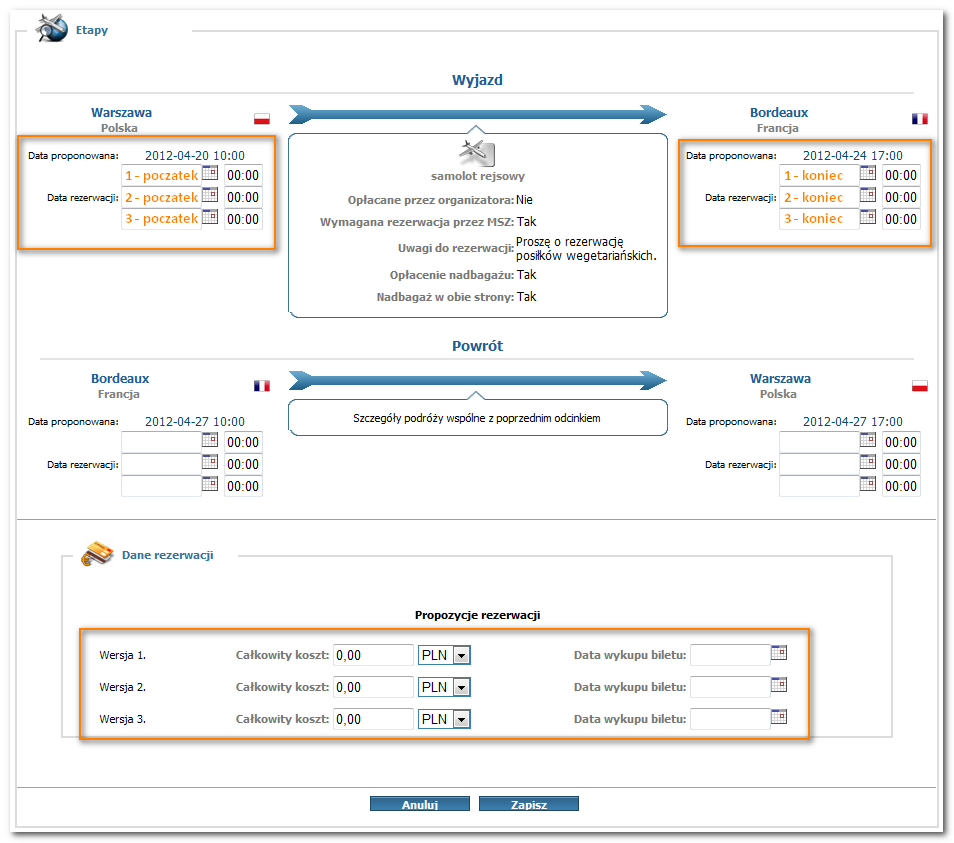 Etapy
Wyjazd
Warszawa
Polska
Bordeaux
Francja
Data proponowana: 2012-04-20 10:00
1 - poczatek 00:00
Data rezerwacji: 2 - poczatek 00:00
3 - poczatek 00:00
samolot rejsowy
Opłacane przez organizatora: Nie
Wymagana rezerwacja przez MSZ: Tak
Uwagi do rezerwacji: Proszę o rezerwację
posiłków wegetariańskich.
Opłacenie nadbagażu: Tak
Nadbagaż w obie strony: Tak
Data proponowana: 2012-04-24 17:00
1 - koniec 00:00
Data rezerwacji: 2 - koniec 00:00
3 - koniec 00:00
Powrót
Bordeaux
Francja
Warszawa
Polska
Data proponowana: 2012-04-27 10:00
00:00
Data rezerwacji: 00:00
00:00
Szczegóły podróży wspólne z poprzednim odcinkiem
Data proponowana: 2012-04-27 17:00
00:00
Data rezerwacji: 00:00
00:00
Dane rezerwacji
Propozycje rezerwacji
Wersja 1. Całkowity koszt: 0,00 PLN Data wykupu biletu:
Wersja 2. Całkowity koszt: 0,00 PLN Data wykupu biletu:
Wersja 3. Całkowity koszt: 0,00 PLN Data wykupu biletu:
Anuluj Zapisz